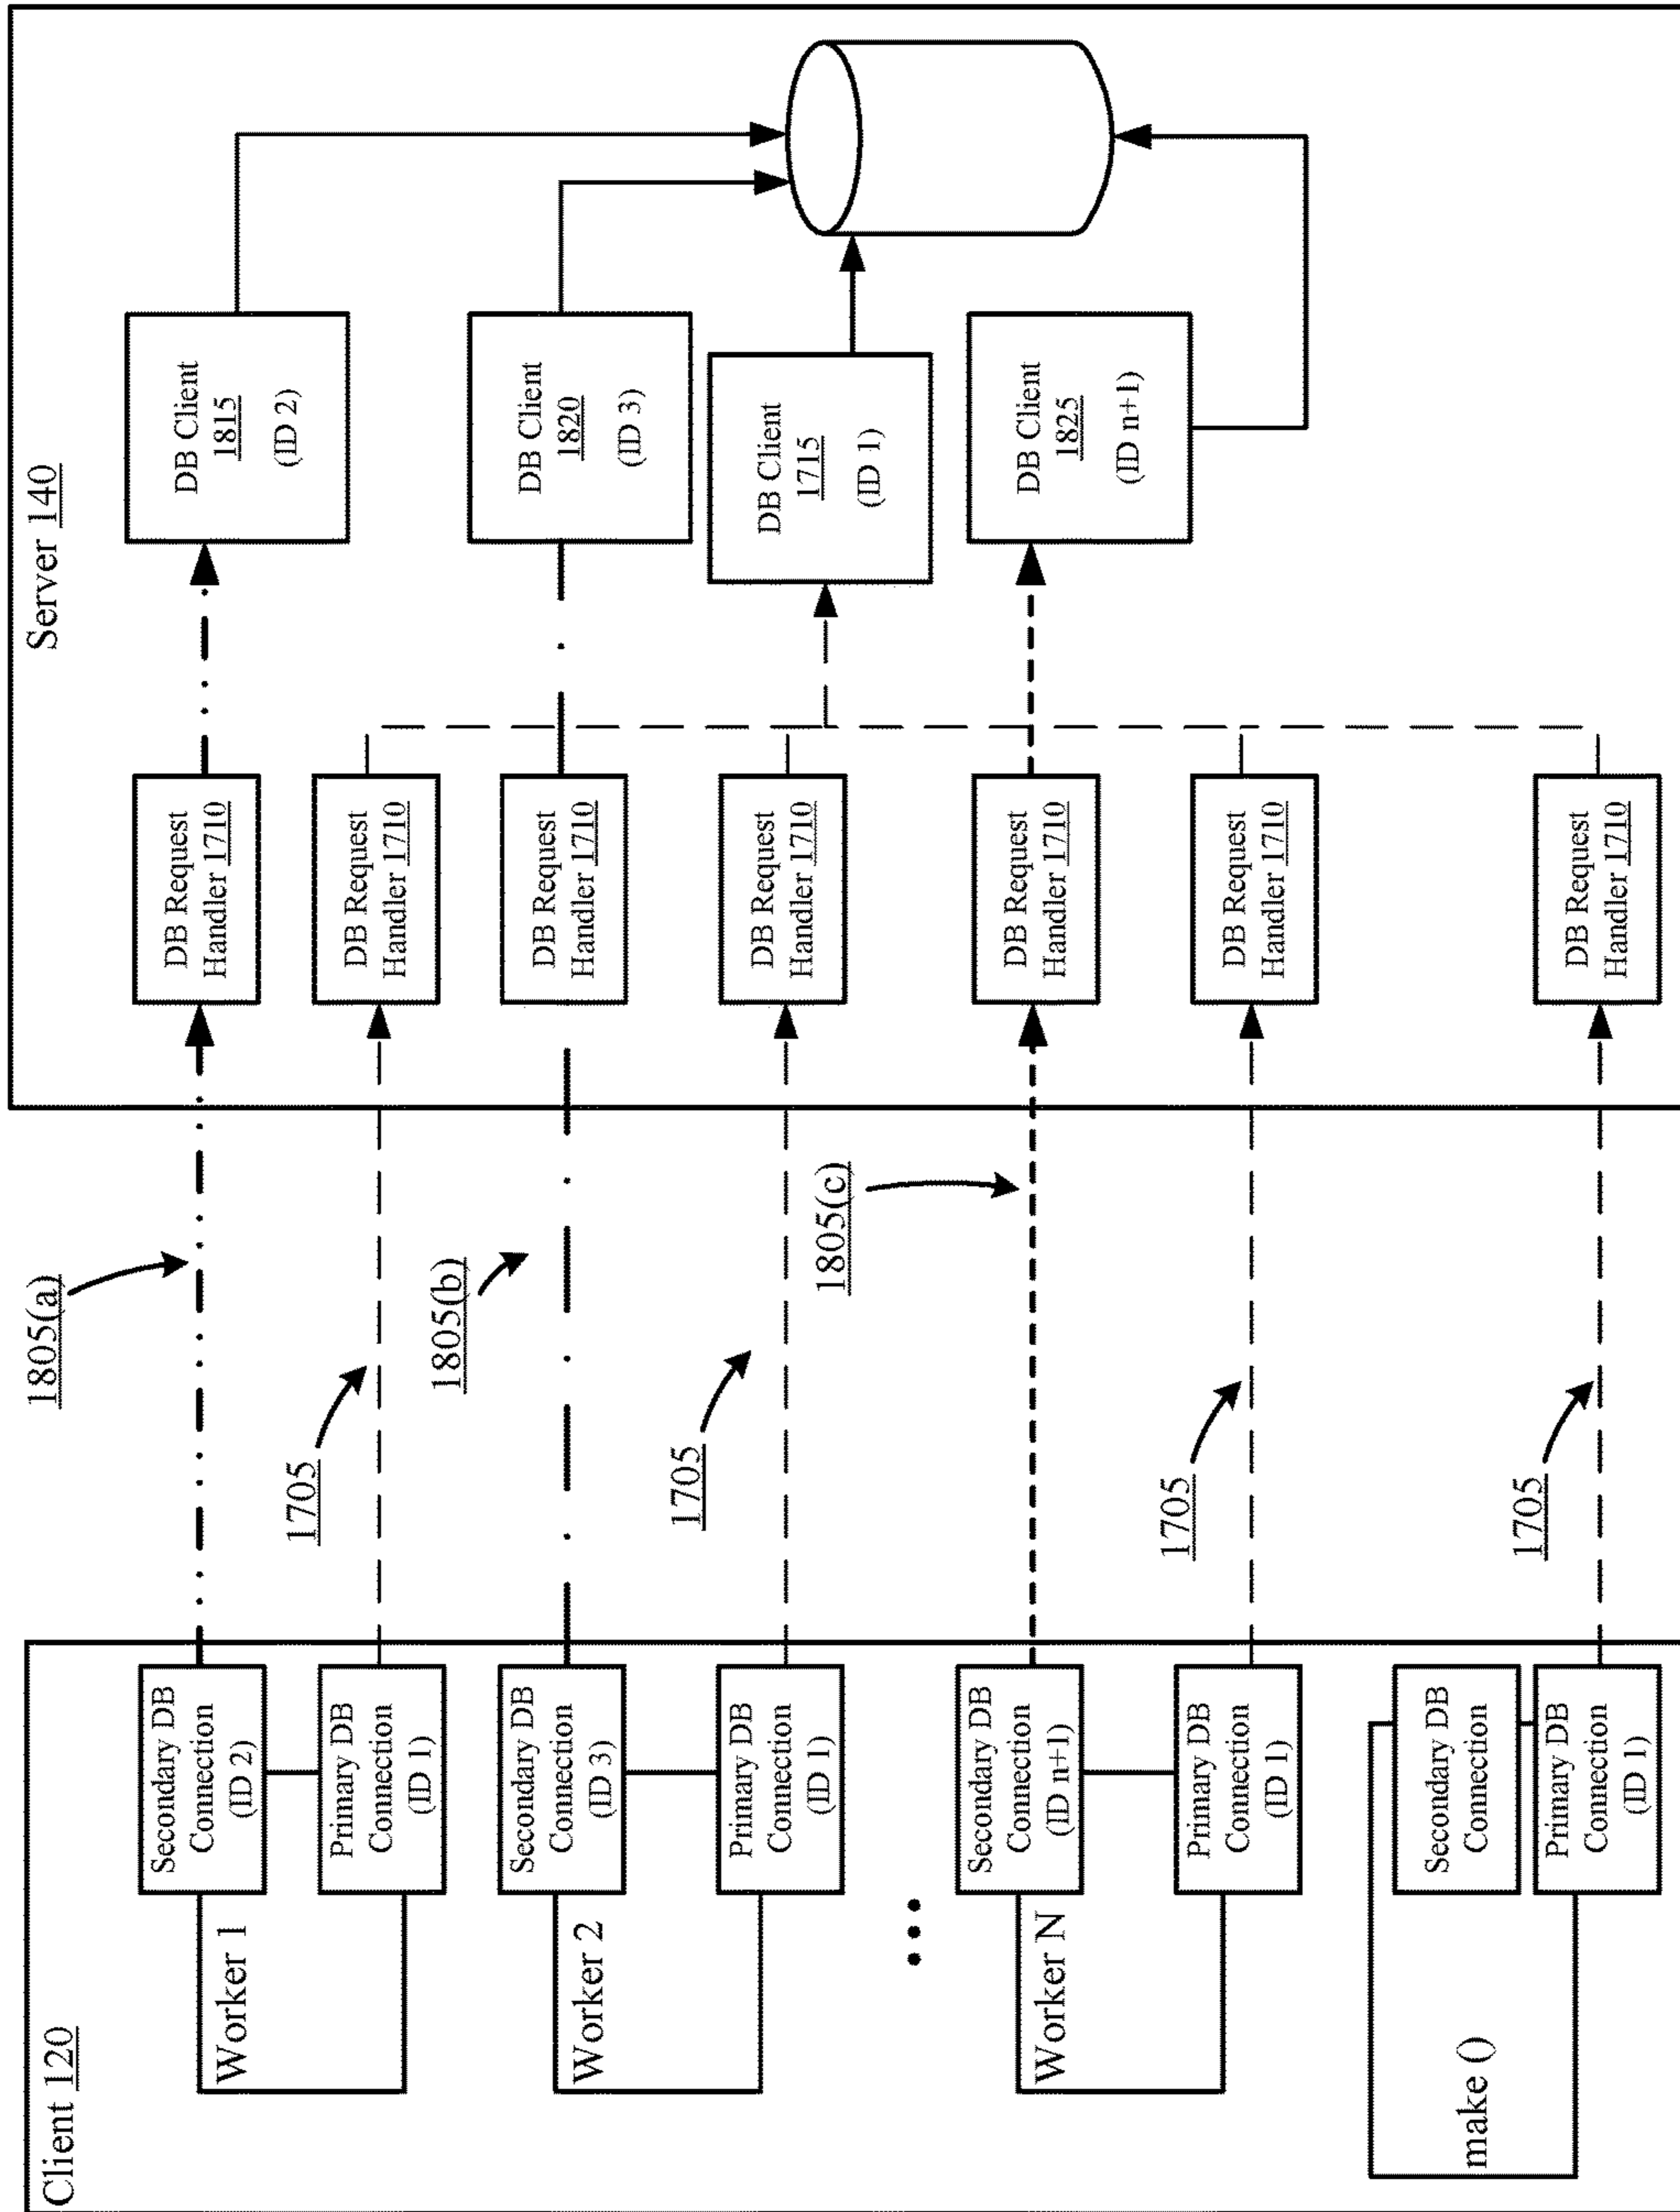 Client 120
Worker 1
Secondary DB
Connection
(ID 2)
Primary DB
Connection
(ID 1)
Worker 2
Secondary DB
Connection
(ID 3)
Primary DB
Connection
(ID 1)
Worker N
Secondary DB
Connection
(ID n+1)
Primary DB
Connection
(ID 1)
make ()
Secondary DB
Connection
Primary DB
Connection
(ID 1)
1805(a)
1705
1805(b)
1705
1805(c)
1705
1705
Server 140
DB Request
Handler 1710
DB Request
Handler 1710
DB Request
Handler 1710
DB Request
Handler 1710
DB Request
Handler 1710
DB Request
Handler 1710
DB Request
Handler 1710
DB Client
1815
(ID 2)
DB Client
1820
(ID 3)
DB Client
1715
(ID 1)
DB Client
1825
(ID n+1)